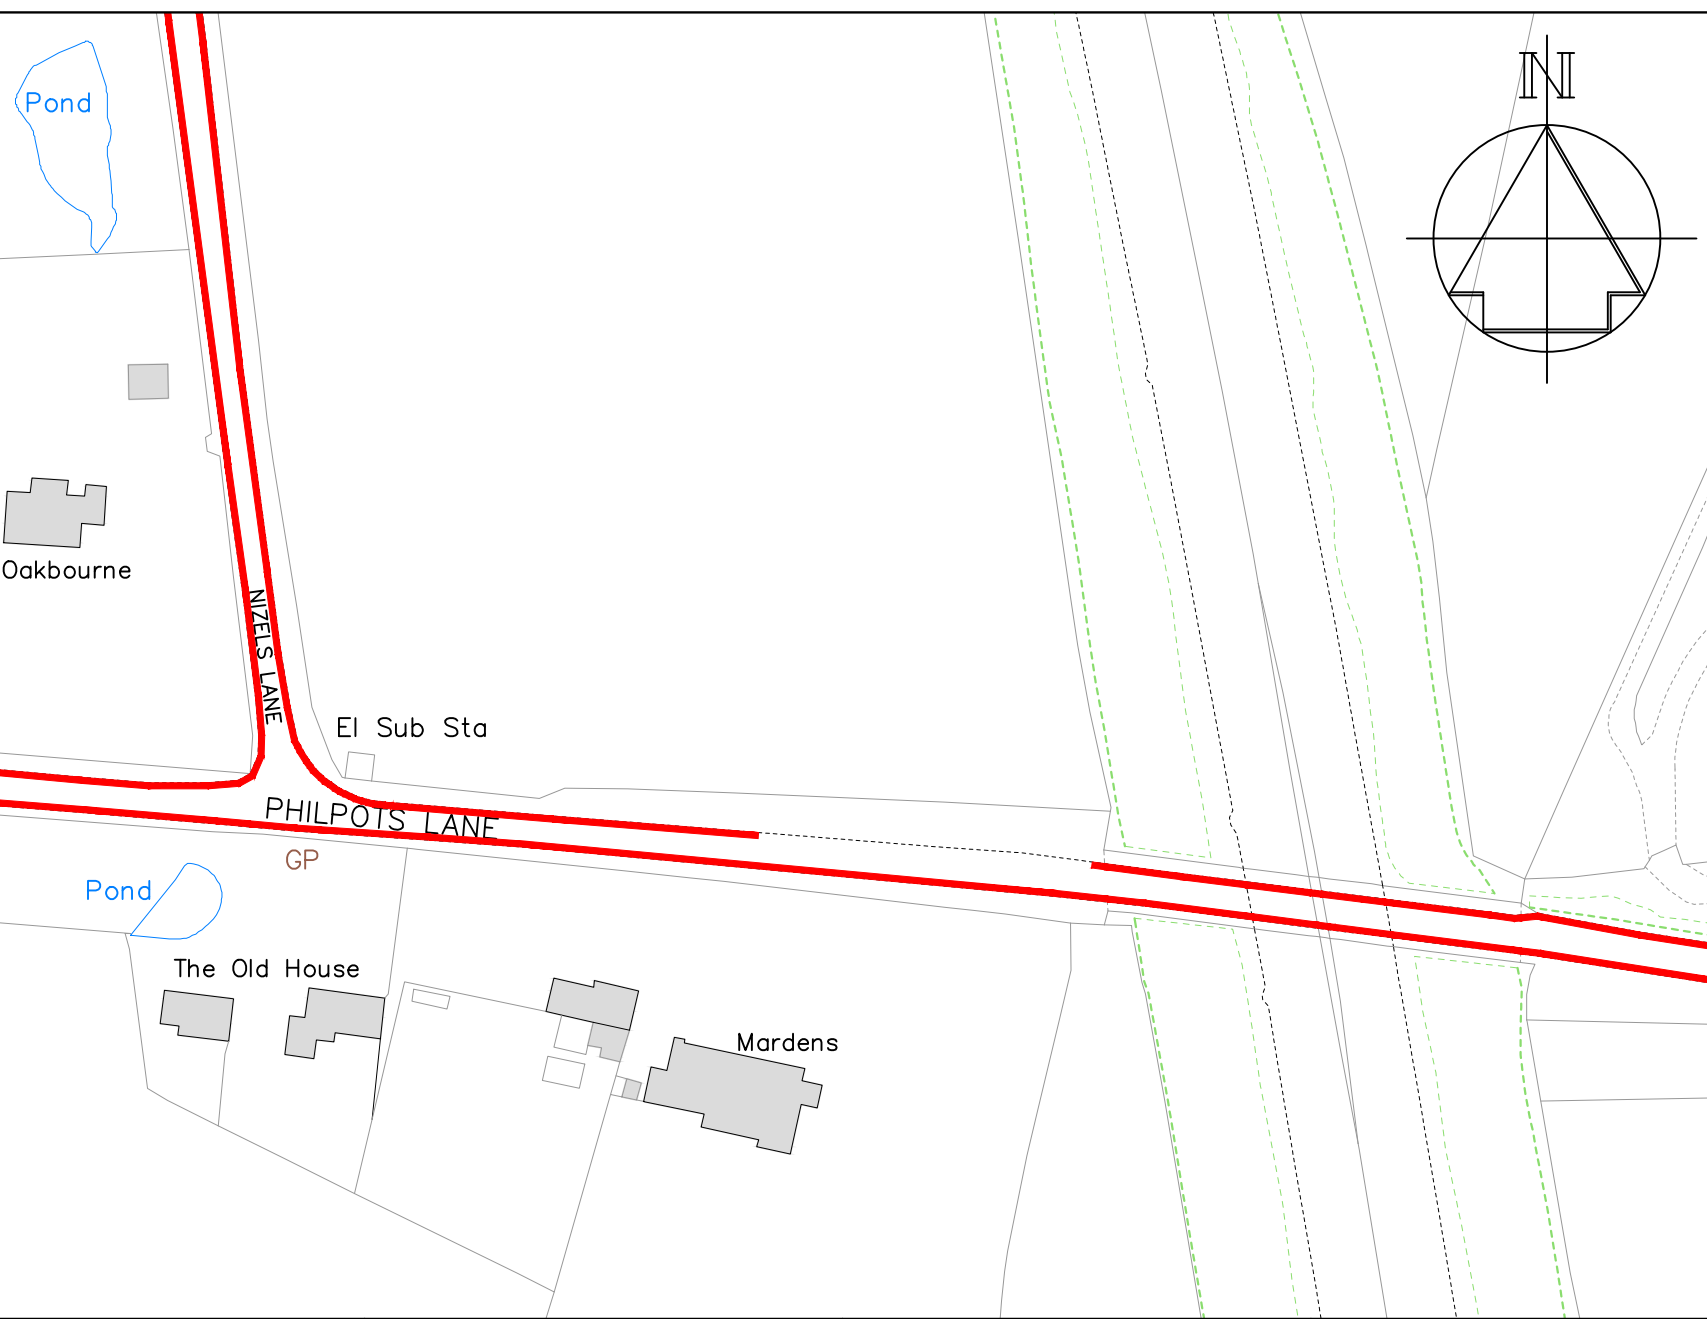 N
Pond
Oakbourne
NIZELS LANE
El Sub Sta
PHILPOTS LANE
GP
Pond
The Old House
Mardens